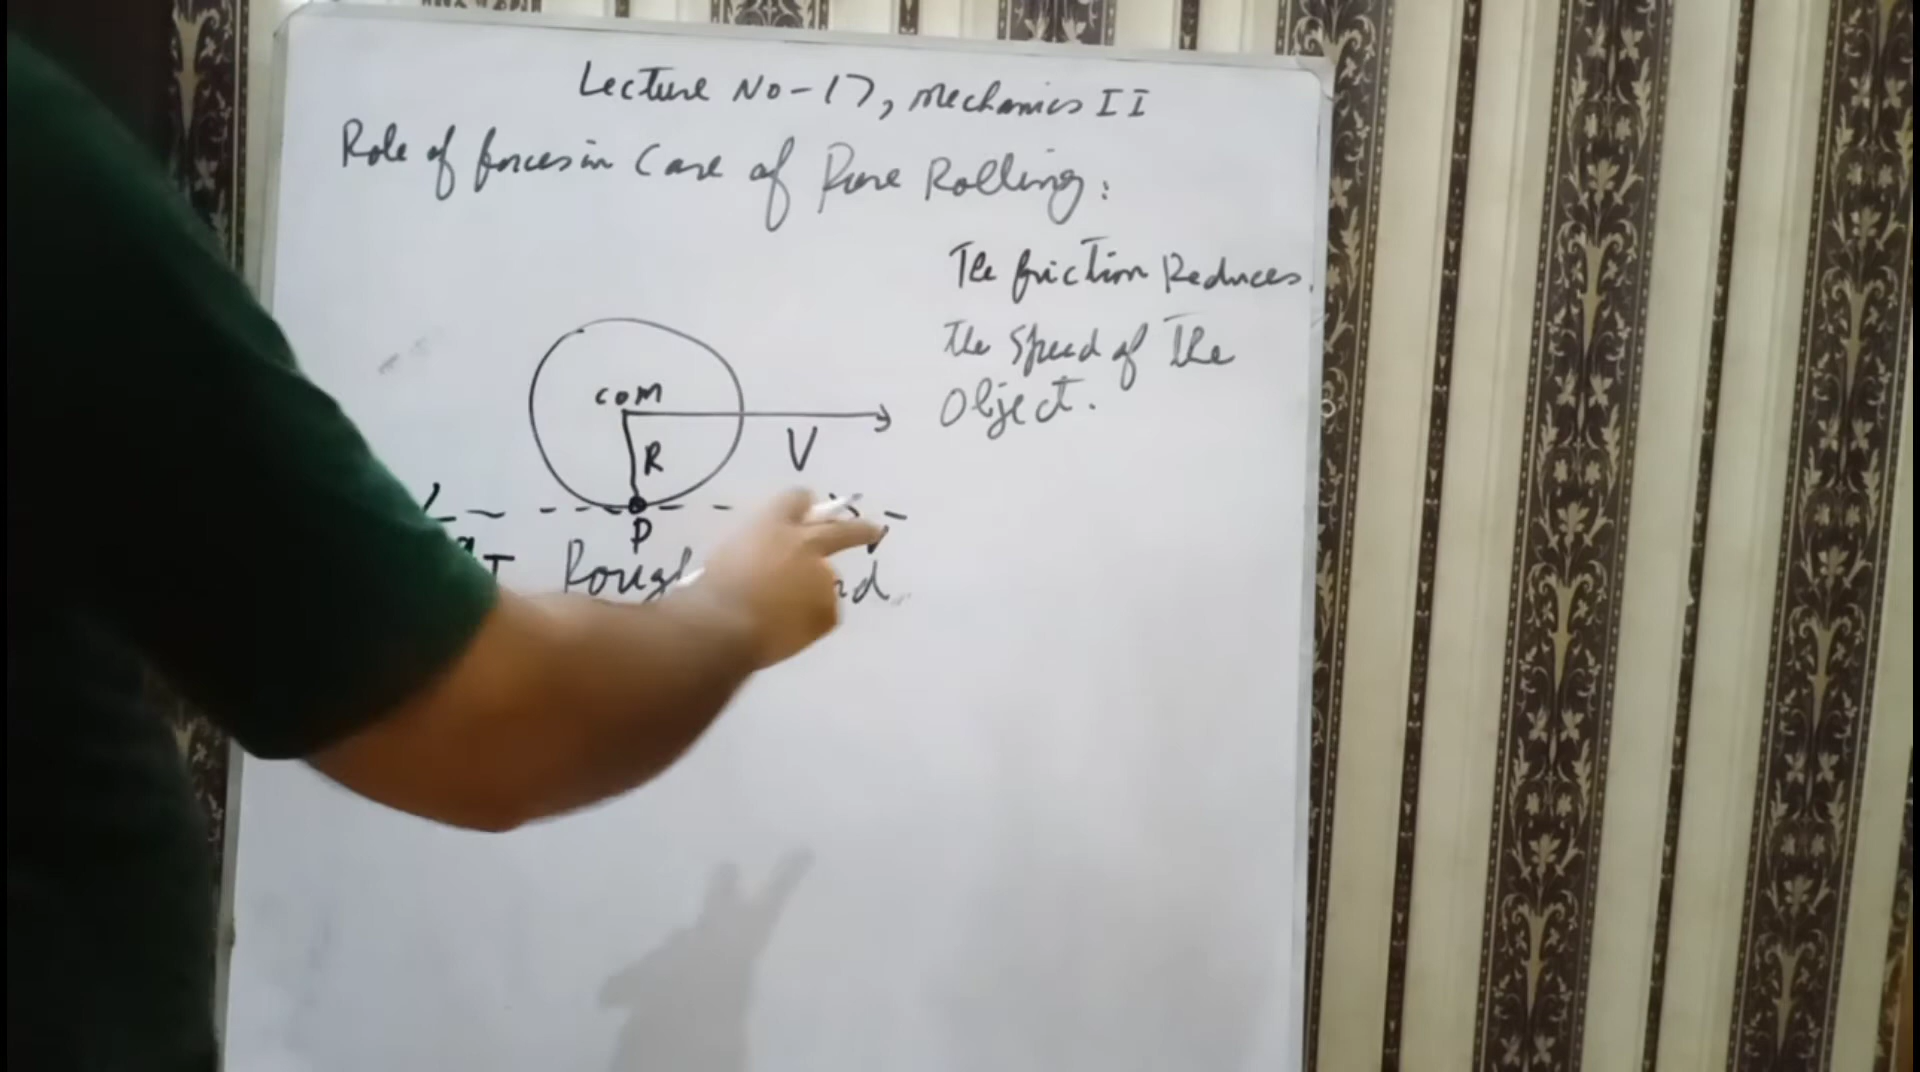 Lecture No-17, Mechanics II
Role of forces in Case of Pure Rolling:
The friction Reduces.
the Speed of The
Object.
COM
V
R
P